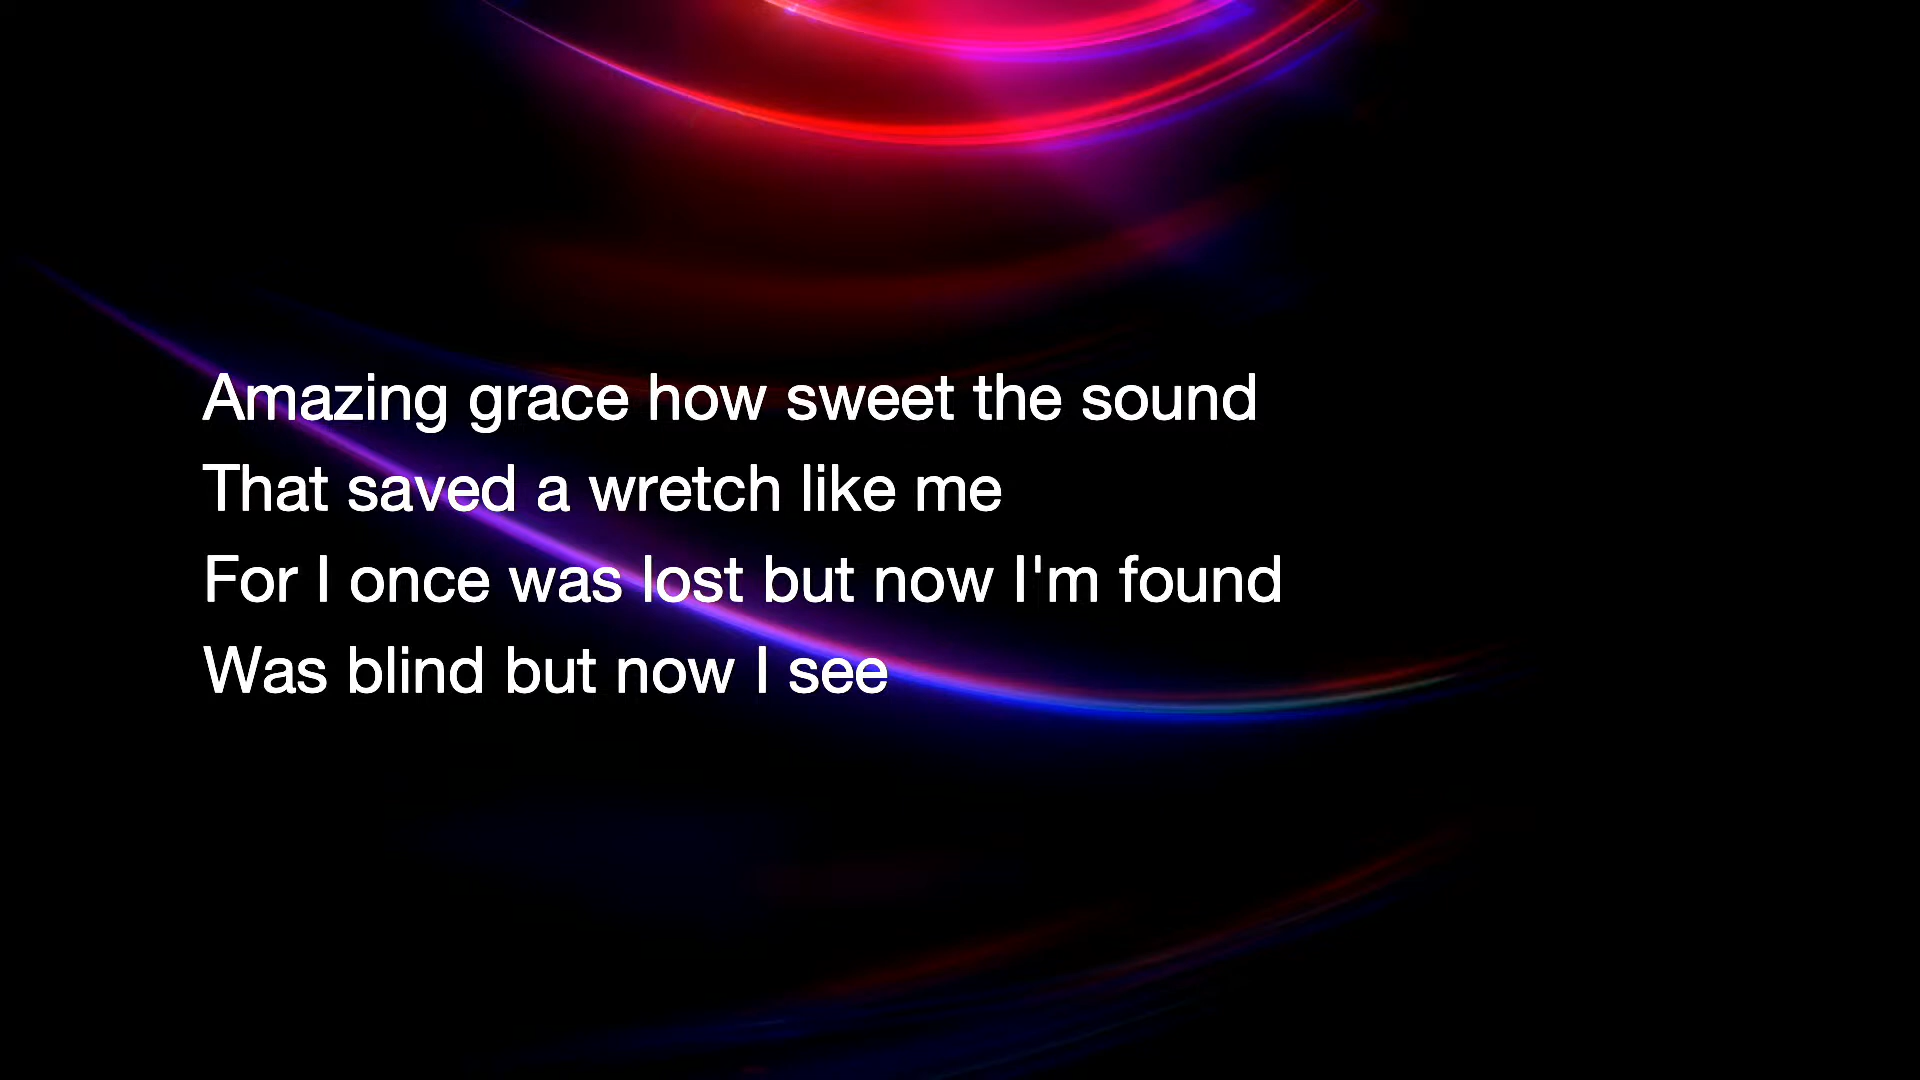 Amazing grace how sweet the sound
That saved a wretch like me
For I once was lost but now I'm found
Was blind but now I see